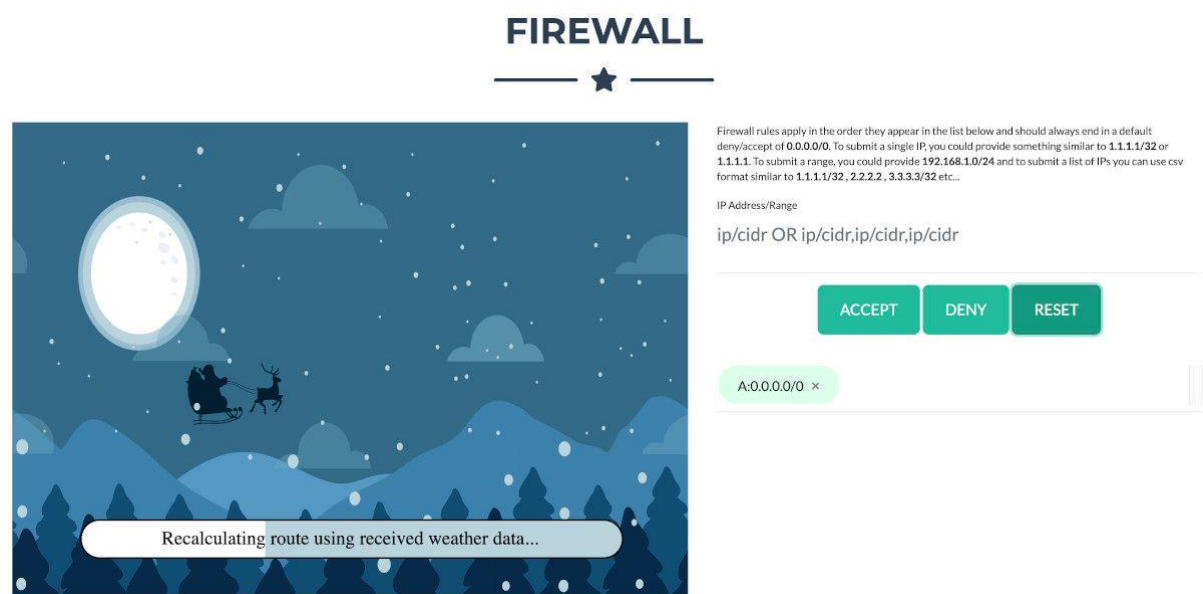 FIREWALL
Firewall rules apply in the order they appear in the list below and should always end in a default
deny/accept of 0.0.0.0/0. To submit a single IP, you could provide something similar to 1.1.1.1/32 or
1.1.1.1. To submit a range, you could provide 192.168.1.0/24 and to submit a list of IPs you can use csv
format similar to 1.1.1.1/32 , 2.2.2.2 , 3.3.3.3/32 etc...
IP Address/Range
ip/cidr OR ip/cidr,ip/cidr,ip/cidr
ACCEPT DENY RESET
A:0.0.0.0/0 ×
Recalculating route using received weather data...